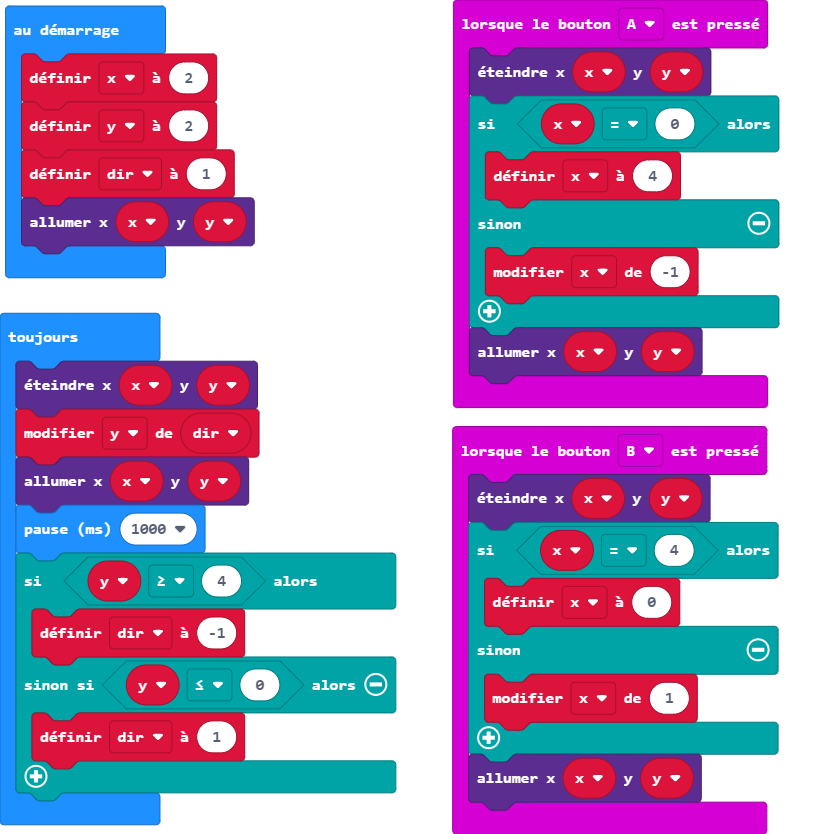 au démarrage
définir x à 2
définir y à 2
définir dir à 1
allumer x x y y
toujours
éteindre x x y y
modifier y de dir
allumer x x y y
pause (ms) 1000
si y ≥ 4 alors
définir dir à -1
sinon si y ≤ 0 alors
définir dir à 1
lorsque le bouton A est pressé
éteindre x x y y
si x = 0 alors
définir x à 4
sinon
modifier x de -1
allumer x x y y
lorsque le bouton B est pressé
éteindre x x y y
si x = 4 alors
définir x à 0
sinon
modifier x de 1
allumer x x y y